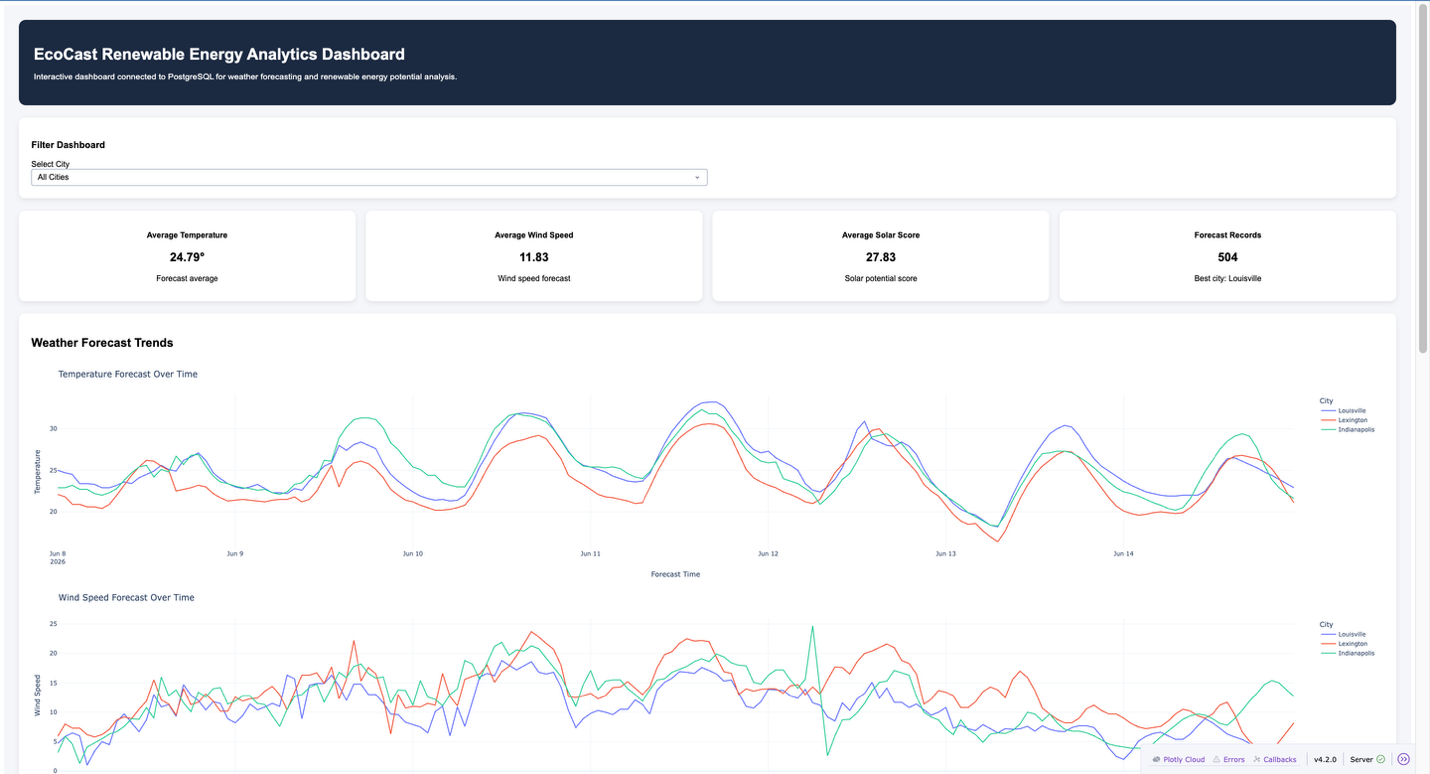 EcoCast Renewable Energy Analytics Dashboard
Interactive dashboard connected to PostgreSQL for weather forecasting and renewable energy potential analysis.
Filter Dashboard
Select City
All Cities
Average Temperature
24.79°
Forecast average
Average Wind Speed
11.83
Wind speed forecast
Average Solar Score
27.83
Solar potential score
Forecast Records
504
Best city: Louisville
Weather Forecast Trends
Temperature Forecast Over Time
City
Louisville
Lexington
Indianapolis
30
25
20
Temperature
Jun 8
2026
Jun 9
Jun 10
Jun 11
Jun 12
Jun 13
Jun 14
Forecast Time
Wind Speed Forecast Over Time
City
Louisville
Lexington
Indianapolis
25
20
15
10
5
0
Wind Speed
Plotly Cloud
Errors
Callbacks
v4.2.0
Server